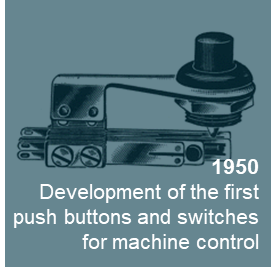 1950
Development of the first
push buttons and switches
for machine control